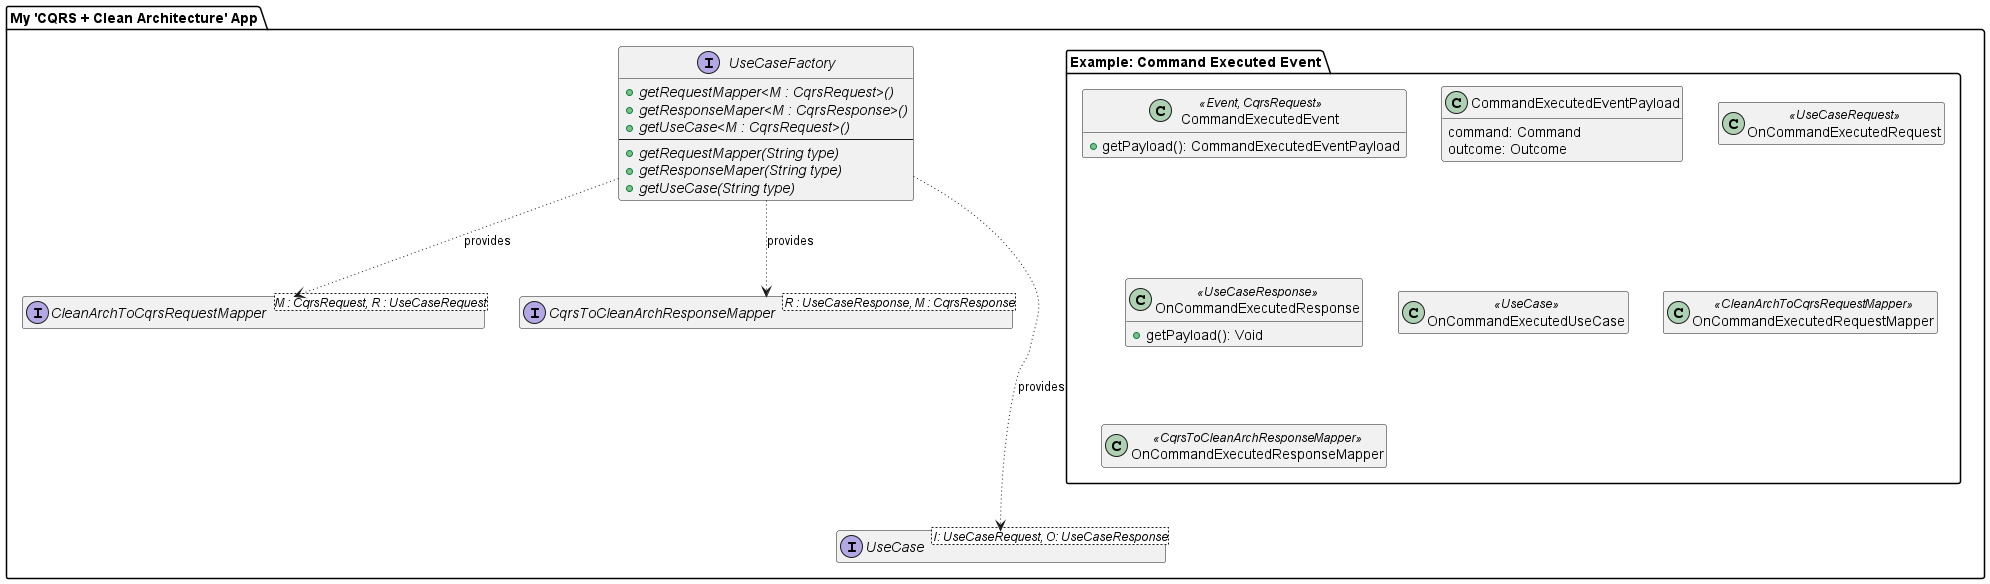 My 'CQRS + Clean Architecture' App
I UseCaseFactory
getRequestMapper<M : CqrsRequest>()
getResponseMaper<M : CqrsResponse>()
getUseCase<M : CqrsRequest>()
getRequestMapper(String type)
getResponseMaper(String type)
getUseCase(String type)
Example: Command Executed Event
C «Event, CqrsRequest»
CommandExecutedEvent
getPayload(): CommandExecutedEventPayload
C CommandExecutedEventPayload
command: Command
outcome: Outcome
C «UseCaseRequest»
OnCommandExecutedRequest
provides
provides
I CleanArchToCqrsRequestMapper
M : CqrsRequest, R : UseCaseRequest
I CqrsToCleanArchResponseMapper
R : UseCaseResponse, M : CqrsResponse
C «UseCaseResponse»
OnCommandExecutedResponse
getPayload(): Void
C «UseCase»
OnCommandExecutedUseCase
C «CleanArchToCqrsRequestMapper»
OnCommandExecutedRequestMapper
provides
C «CqrsToCleanArchResponseMapper»
OnCommandExecutedResponseMapper
I UseCase
I: UseCaseRequest, O: UseCaseResponse